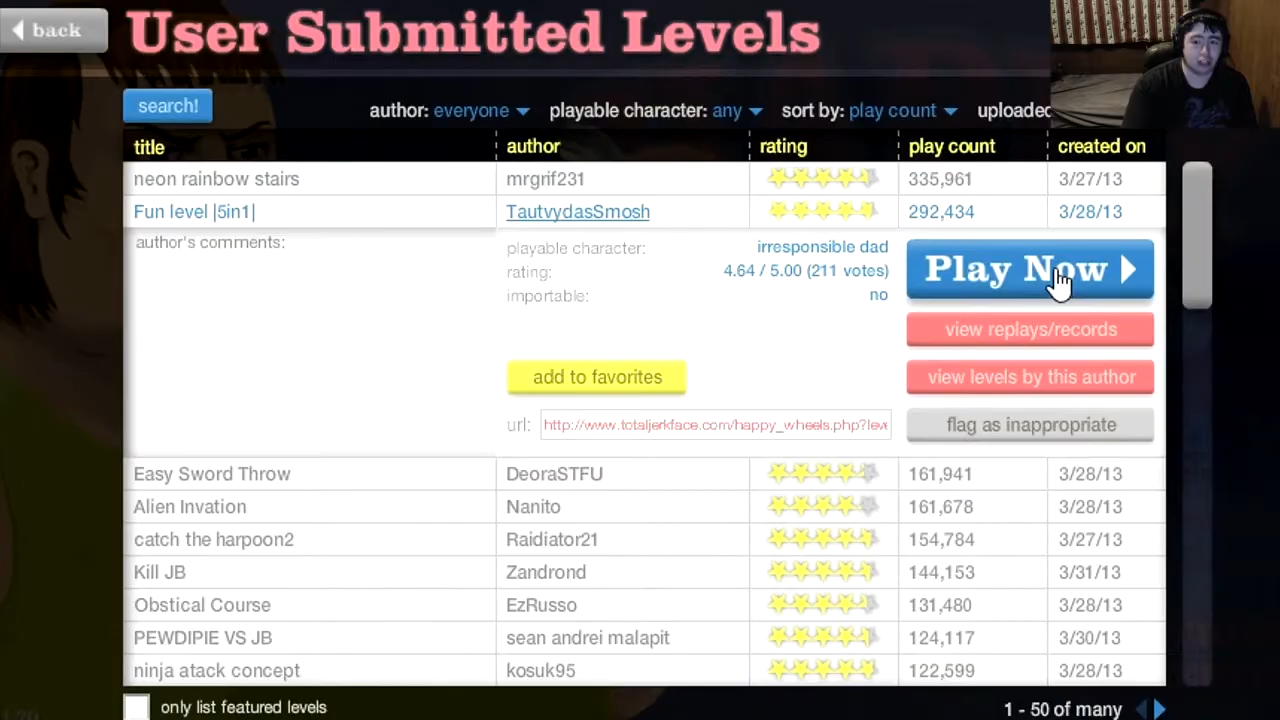 back
User Submitted Levels
search!
author: everyone playable character: any sort by: play count uploaded
title author rating play count created on
neon rainbow stairs mrgrif231 335,961 3/27/13
Fun level |5in1| TautvydasSmosh 292,434 3/28/13
author's comments:
playable character: irresponsible dad
rating: 4.64 / 5.00 (211 votes)
importable: no
Play Now
view replays/records
add to favorites
view levels by this author
url: http://www.totaljerkface.com/happy_wheels.php?leve
flag as inappropriate
Easy Sword Throw DeoraSTFU 161,941 3/28/13
Alien Invation Nanito 161,678 3/28/13
catch the harpoon2 Raidiator21 154,784 3/27/13
Kill JB Zandrond 144,153 3/31/13
Obstical Course EzRusso 131,480 3/28/13
PEWDIPIE VS JB sean andrei malapit 124,117 3/30/13
ninja atack concept kosuk95 122,599 3/28/13
only list featured levels
1 - 50 of many